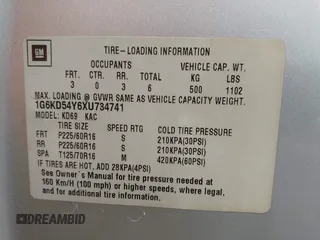 GM
TIRE-LOADING INFORMATION
OCCUPANTS VEHICLE CAP. WT.
FRT CTR RR TOTAL KG LBS
3 0 3 6 500 1102
MAX. LOADING @ GVWR SAME AS VEHICLE CAPACITY WEIGHT
1G6KD54Y6XU734741
MODEL: KD69 KAC
TIRE SIZE SPEED RTG COLD TIRE PRESSURE
FRT P225/60R16 S 210KPA(30PSI)
RR P225/60R16 S 210KPA(30PSI)
SPA T125/70R16 M 420KPA(60PSI)
IF TIRES ARE HOT, ADD 28KPA(4PSI)
See Owner's Manual for tire pressure needed at
160 Km/H (100 mph) or higher speeds, where legal,
and for additional information.
DREAMBID